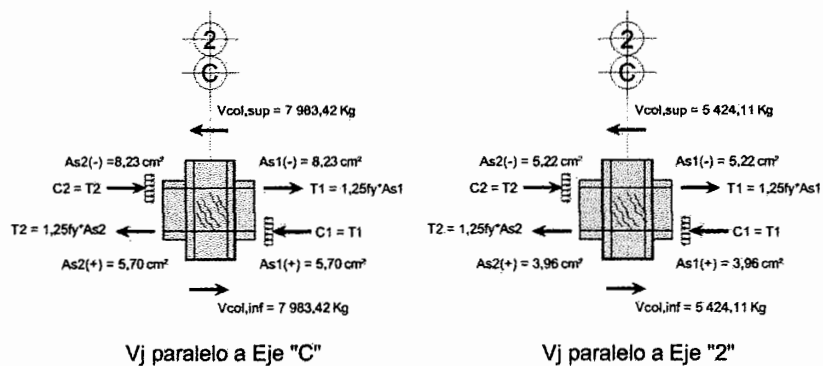 2
C
Vcol,sup = 7 983,42 Kg
As2(-) = 8,23 cm²
As1(-) = 8,23 cm²
C2 = T2
T1 = 1,25fy*As1
T2 = 1,25fy*As2
C1 = T1
As2(+) = 5,70 cm²
As1(+) = 5,70 cm²
Vcol,inf = 7 983,42 Kg
Vj paralelo a Eje "C"
2
C
Vcol,sup = 5 424,11 Kg
As2(-) = 5,22 cm²
As1(-) = 5,22 cm²
C2 = T2
T1 = 1,25fy*As1
T2 = 1,25fy*As2
C1 = T1
As2(+) = 3,96 cm²
As1(+) = 3,96 cm²
Vcol,inf = 5 424,11 Kg
Vj paralelo a Eje "2"